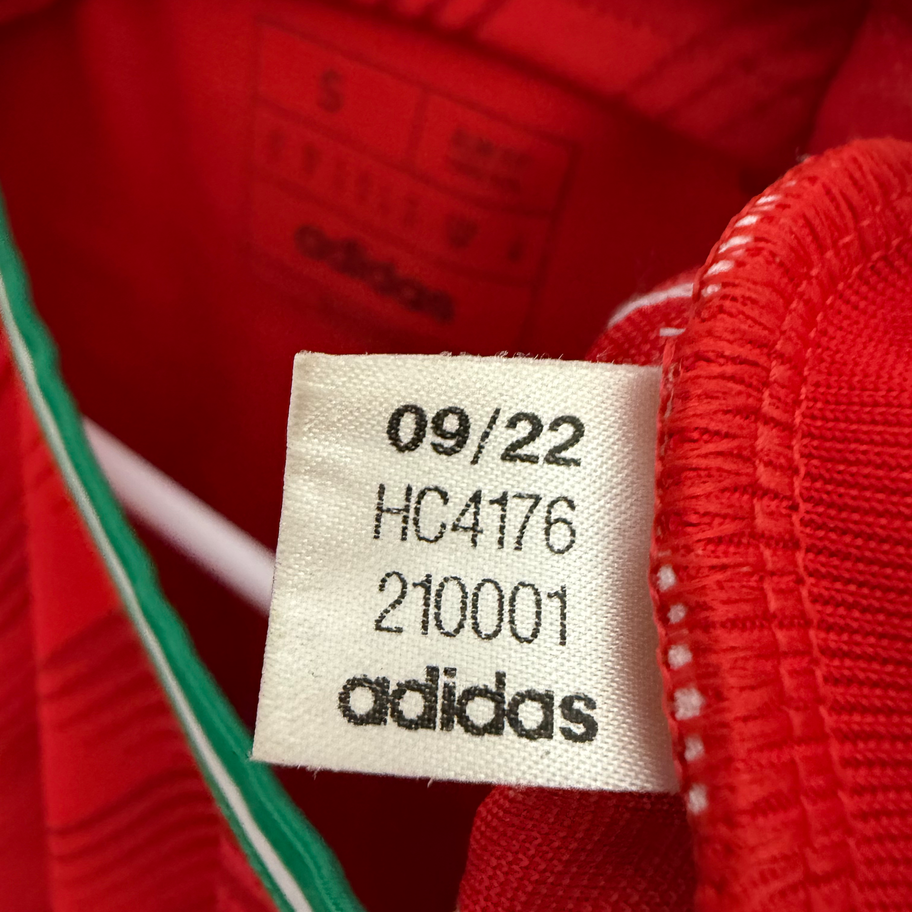 S
adidas
09/22
HC4176
210001
adidas